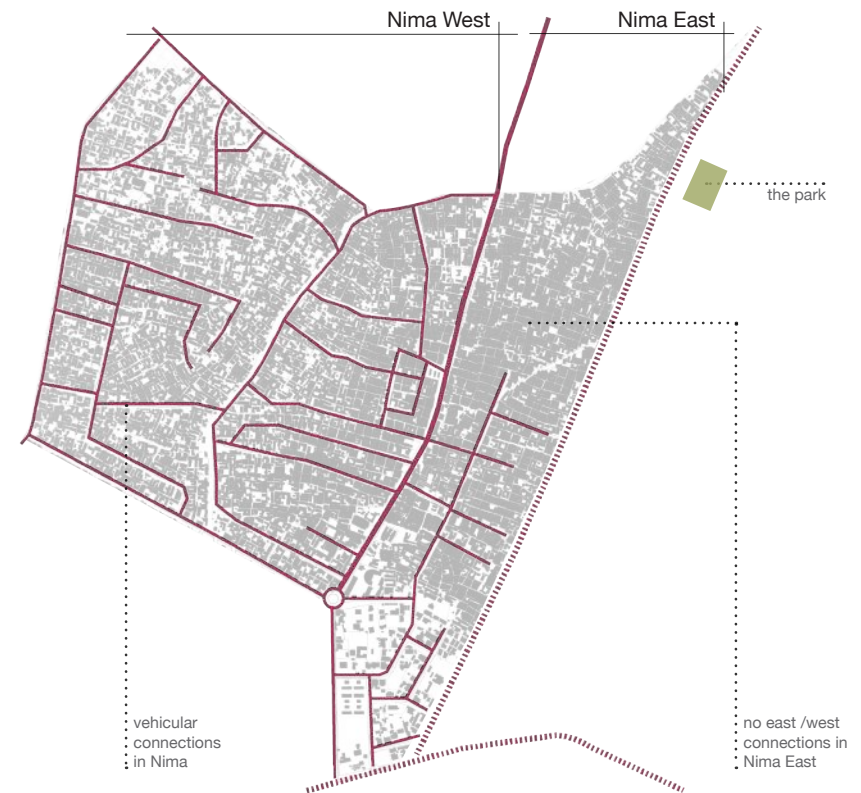 Nima West
Nima East
the park
vehicular
connections
in Nima
no east /west
connections in
Nima East